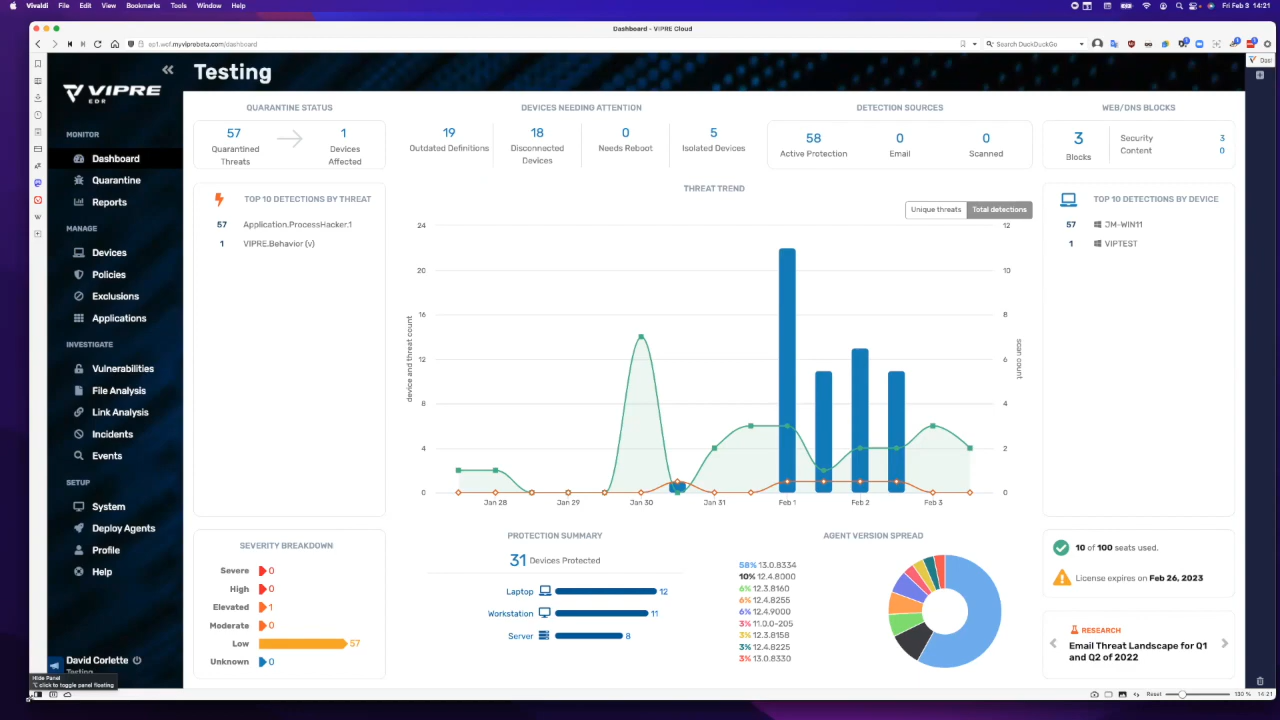 Vivaldi File Edit View Bookmarks Tools Window Help
Fri Feb 3 14:21
Dashboard - VIPRE Cloud
ap1.wef.myviprebeta.com/dashboard
Search DuckDuckGo
VIPRE
EDR
Testing
MONITOR
Dashboard
Quarantine
Reports
MANAGE
Devices
Policies
Exclusions
Applications
INVESTIGATE
Vulnerabilities
File Analysis
Link Analysis
Incidents
Events
SETUP
System
Deploy Agents
Profile
Help
David Corlette
Testing
Hide Panel
⌥ click to toggle panel floating
QUARANTINE STATUS
57
Quarantined
Threats
1
Devices
Affected
DEVICES NEEDING ATTENTION
19
Outdated Definitions
18
Disconnected
Devices
0
Needs Reboot
5
Isolated Devices
DETECTION SOURCES
58
Active Protection
0
Email
0
Scanned
WEB/DNS BLOCKS
3
Blocks
Security 3
Content 0
TOP 10 DETECTIONS BY THREAT
57 Application.ProcessHacker.1
1 VIPRE.Behavior (v)
THREAT TREND
Unique threats Total detections
device and threat count
24
20
16
12
8
4
0
12
10
8
6
4
2
0
scan count
Jan 28 Jan 29 Jan 30 Jan 31 Feb 1 Feb 2 Feb 3
TOP 10 DETECTIONS BY DEVICE
57 JM-WIN11
1 VIPTEST
SEVERITY BREAKDOWN
Severe 0
High 0
Elevated 1
Moderate 0
Low 57
Unknown 0
PROTECTION SUMMARY
31 Devices Protected
Laptop 12
Workstation 11
Server 8
AGENT VERSION SPREAD
58% 13.0.8334
10% 12.4.8000
6% 12.3.8160
6% 12.4.8255
6% 12.4.9000
3% 11.0.0-205
3% 12.3.8158
3% 12.4.8225
3% 13.0.8330
10 of 100 seats used.
License expires on Feb 26, 2023
RESEARCH
Email Threat Landscape for Q1
and Q2 of 2022
Reset 130 % 14:21